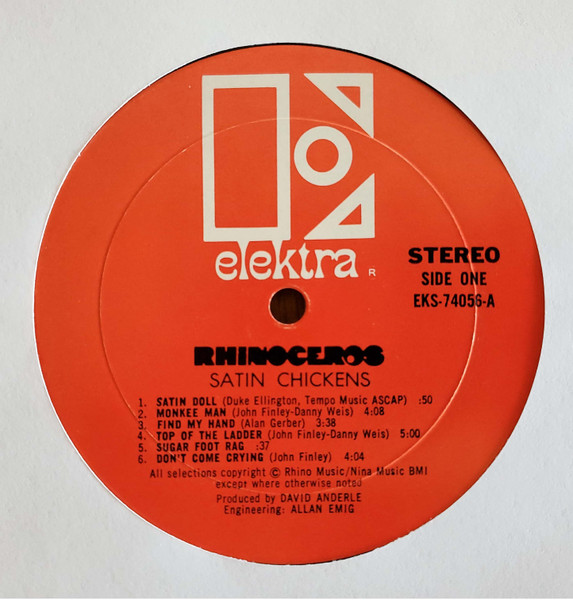 elektra R
STEREO
SIDE ONE
EKS-74056-A
RHINOCEROS
SATIN CHICKENS
1. SATIN DOLL (Duke Ellington, Tempo Music ASCAP) :50
2. MONKEE MAN (John Finley-Danny Weis) 4:08
3. FIND MY HAND (Alan Gerber) 3:38
4. TOP OF THE LADDER (John Finley-Danny Weis) 5:00
5. SUGAR FOOT RAG :37
6. DON'T COME CRYING (John Finley) 4:04
All selections copyright © Rhino Music/Nina Music BMI
except where otherwise noted
Produced by DAVID ANDERLE
Engineering: ALLAN EMIG